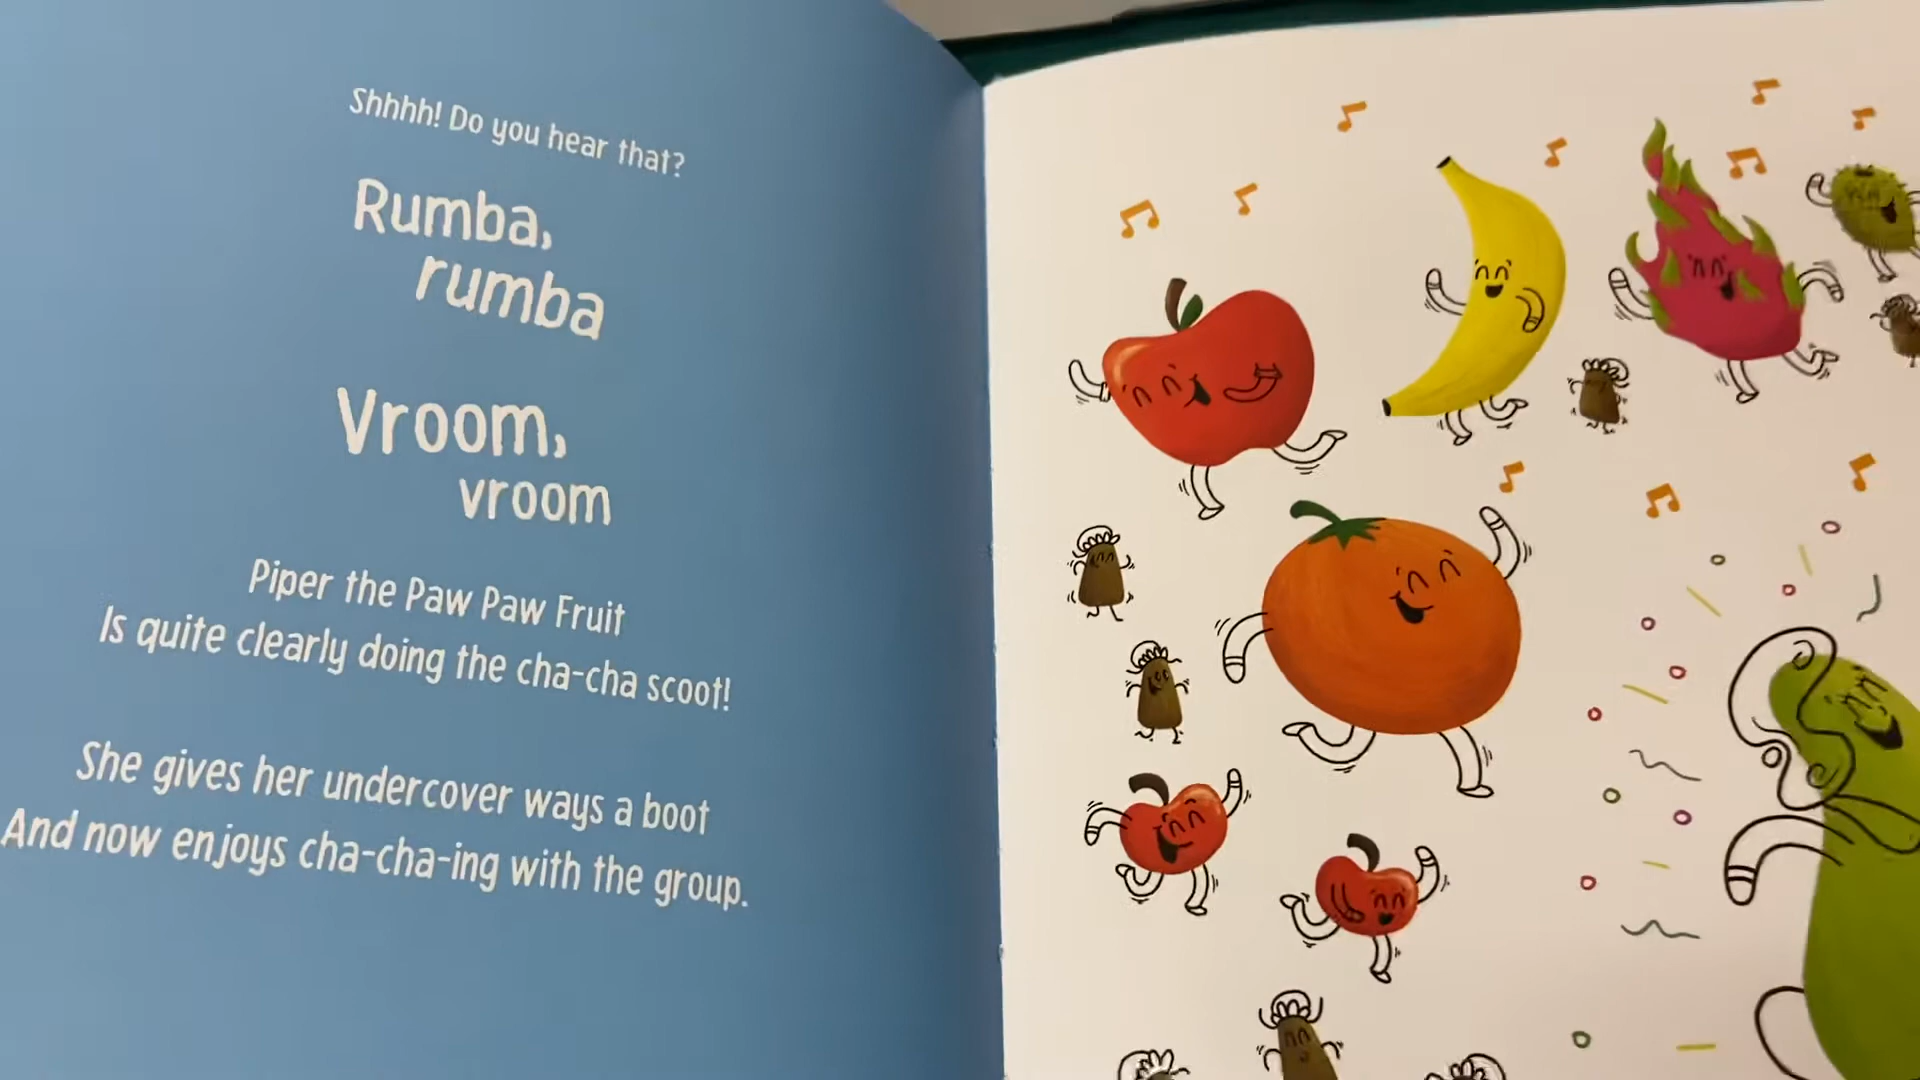 Shhhh! Do you hear that?
Rumba,
rumba
Vroom,
vroom
Piper the Paw Paw Fruit
Is quite clearly doing the cha-cha scoot!
She gives her undercover ways a boot
And now enjoys cha-cha-ing with the group.